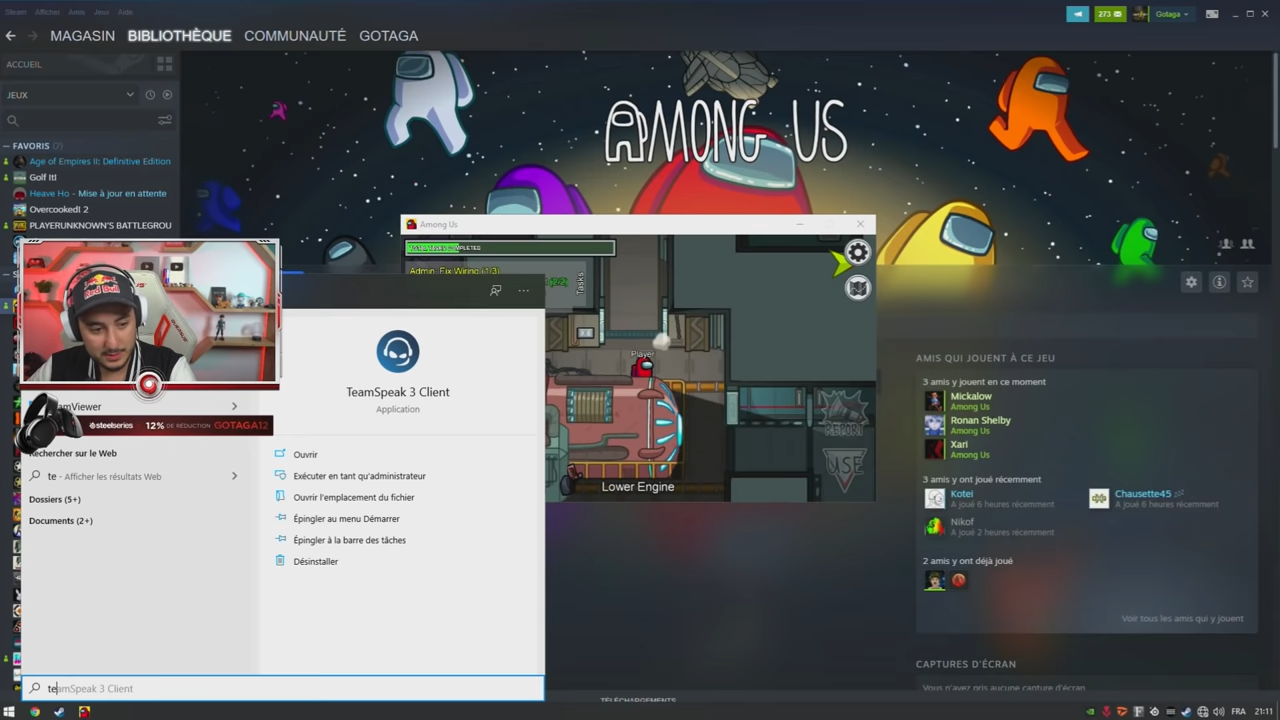 Steam Afficher Amis Jeux Aide
273
Gotaga
MAGASIN BIBLIOTHÈQUE COMMUNAUTÉ GOTAGA
ACCUEIL
JEUX
FAVORIS (7)
Age of Empires II: Definitive Edition
Golf It!
Heave Ho - Mise à jour en attente
Overcooked! 2
PLAYERUNKNOWN'S BATTLEGROU
AMONG US
Among Us
Admin: Fix Wiring (1/3)
Tasks
Player
REPORT
USE
Lower Engine
Red Bull
steelseries 12% DE RÉDUCTION GOTAGA12
TeamSpeak 3 Client
Application
Ouvrir
Exécuter en tant qu'administrateur
Ouvrir l'emplacement du fichier
Épingler au menu Démarrer
Épingler à la barre des tâches
Désinstaller
amViewer
Rechercher sur le Web
te - Afficher les résultats Web
Dossiers (5+)
Documents (2+)
teamSpeak 3 Client
AMIS QUI JOUENT À CE JEU
3 amis y jouent en ce moment
Mickalow
Among Us
Ronan Shelby
Among Us
Xari
Among Us
3 amis y ont joué récemment
Kotei
A joué 6 heures récemment
Chausette45
A joué 6 heures récemment
Nikof
A joué 2 heures récemment
2 amis y ont déjà joué
Voir tous les amis qui y jouent
CAPTURES D'ÉCRAN
Vous n'avez pris aucune capture d'écran
TÉLÉCHARGEMENTS
FRA 21:11